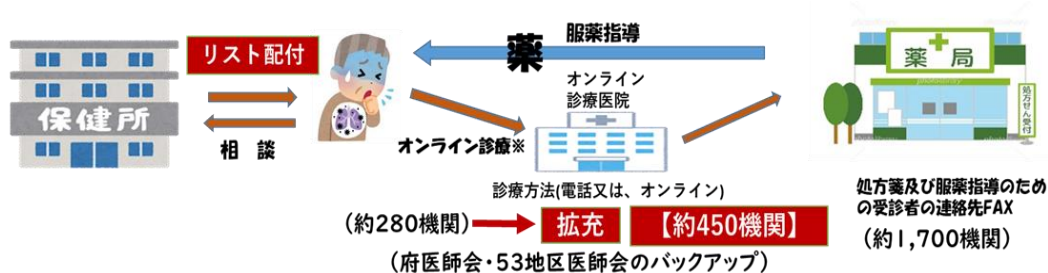 保健所
リスト配付
相　談
薬
服薬指導
オンライン
診療医院
オンライン診療※
薬局
処方せん受付
診療方法(電話又は、オンライン)
（約280機関）
拡充
【約450機関】
（府医師会・53地区医師会のバックアップ）
処方箋及び服薬指導のため
の受診者の連絡先FAX
（約1,700機関）